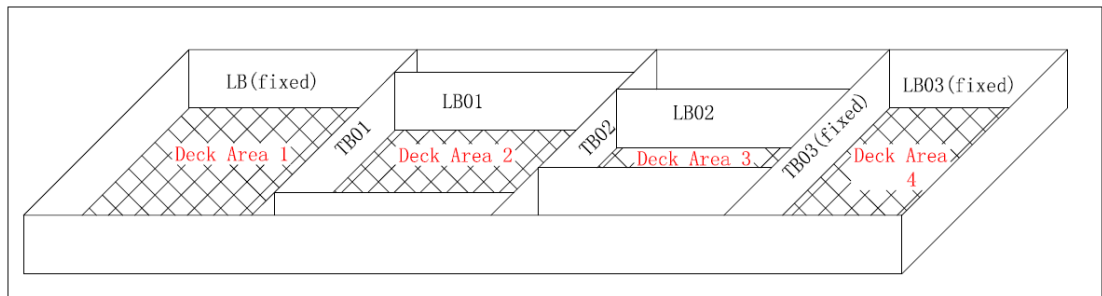 LB(fixed)
LB01
LB02
LB03(fixed)
TB01
TB02
TB03(fixed)
Deck Area 1
Deck Area 2
Deck Area 3
Deck Area
4